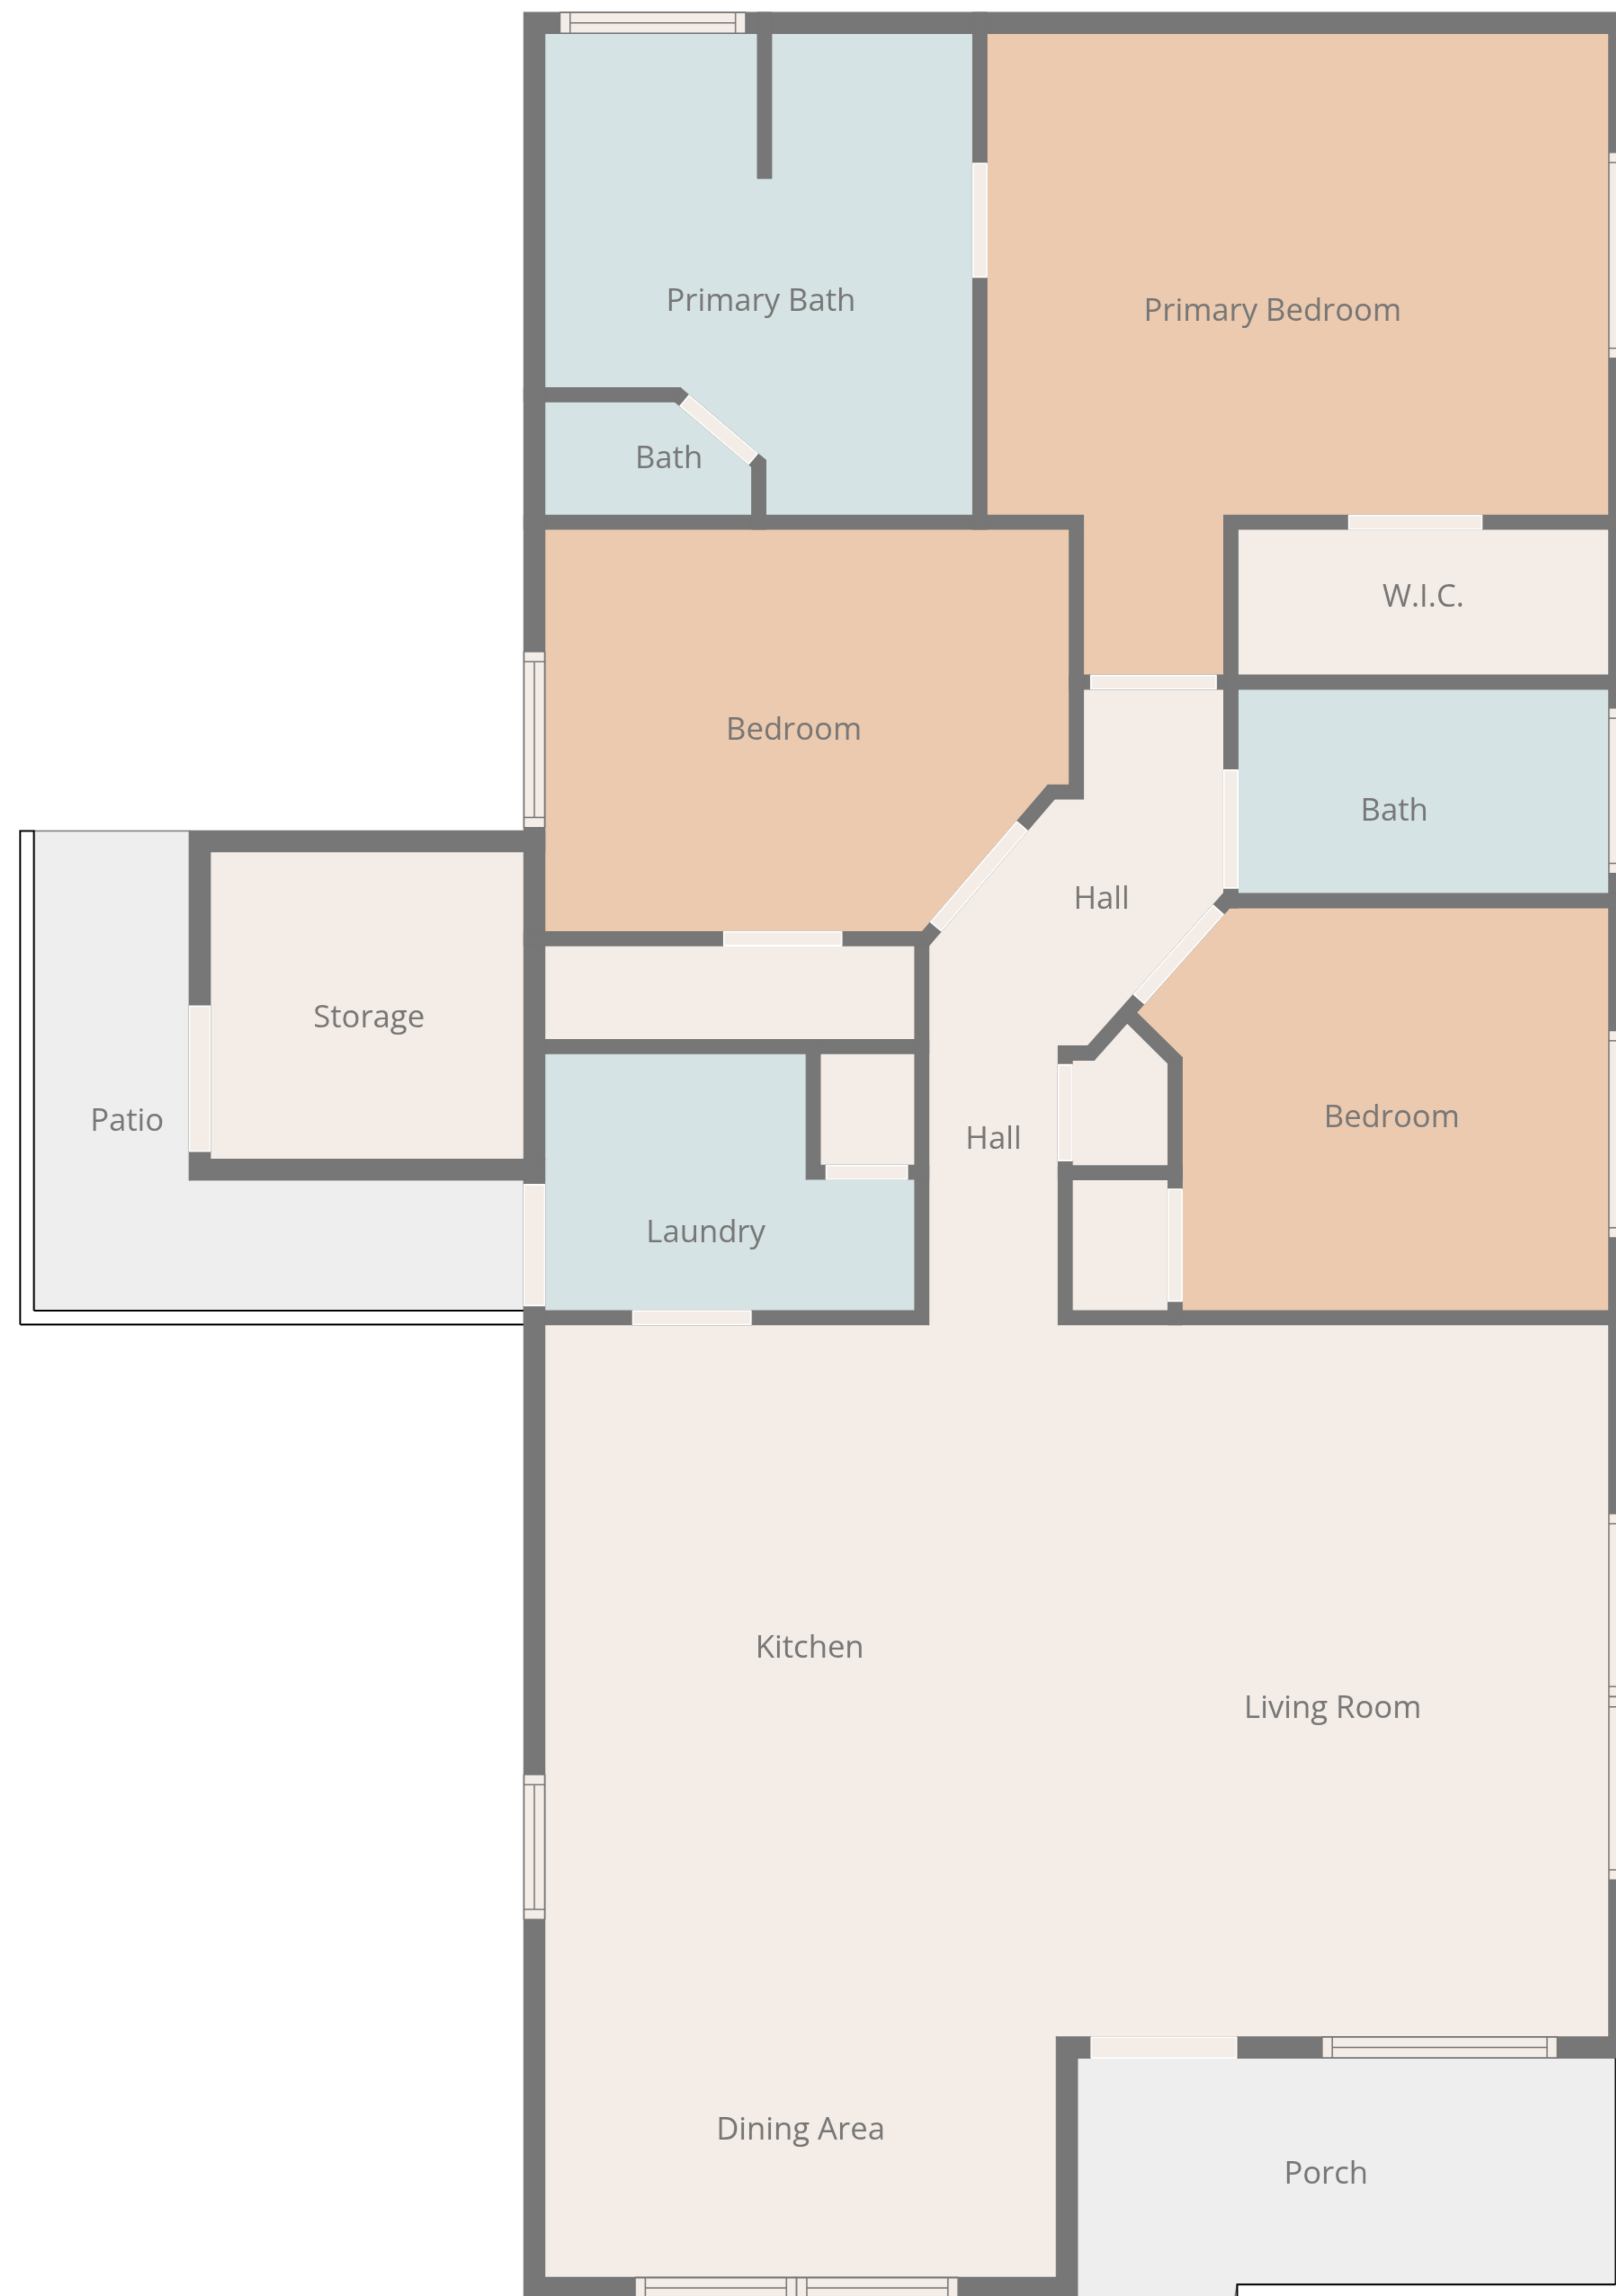 Primary Bath
Primary Bedroom
Bath
W.I.C.
Bedroom
Bath
Hall
Storage
Patio
Bedroom
Hall
Laundry
Kitchen
Living Room
Dining Area
Porch